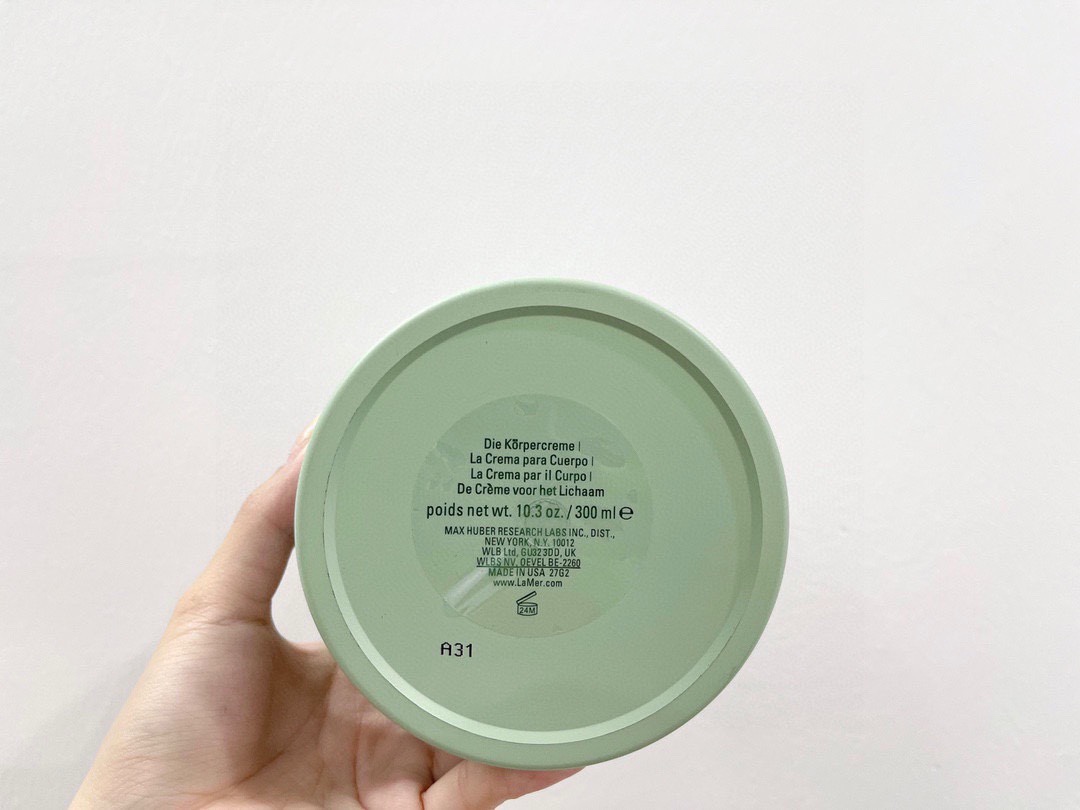 Die Körpercreme |
La Crema para Cuerpo |
La Crema par il Curpo |
De Crème voor het Lichaam
poids net wt. 10.3 oz. / 300 ml ℮
MAX HUBER RESEARCH LABS INC., DIST.,
NEW YORK, N.Y. 10012
WLB Ltd, GU323DD, UK
WLBS NV, OEVEL BE-2260
MADE IN USA 27G2
www.LaMer.com
24M
A31